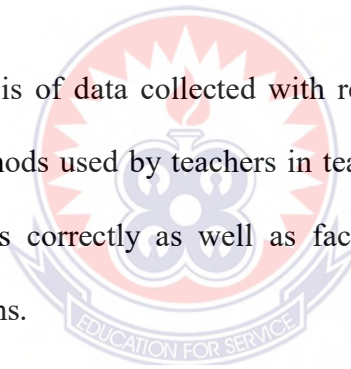 is of data collected with re
hods used by teachers in tea
s correctly as well as fac
ns.
EDUCATION FOR SERVICE